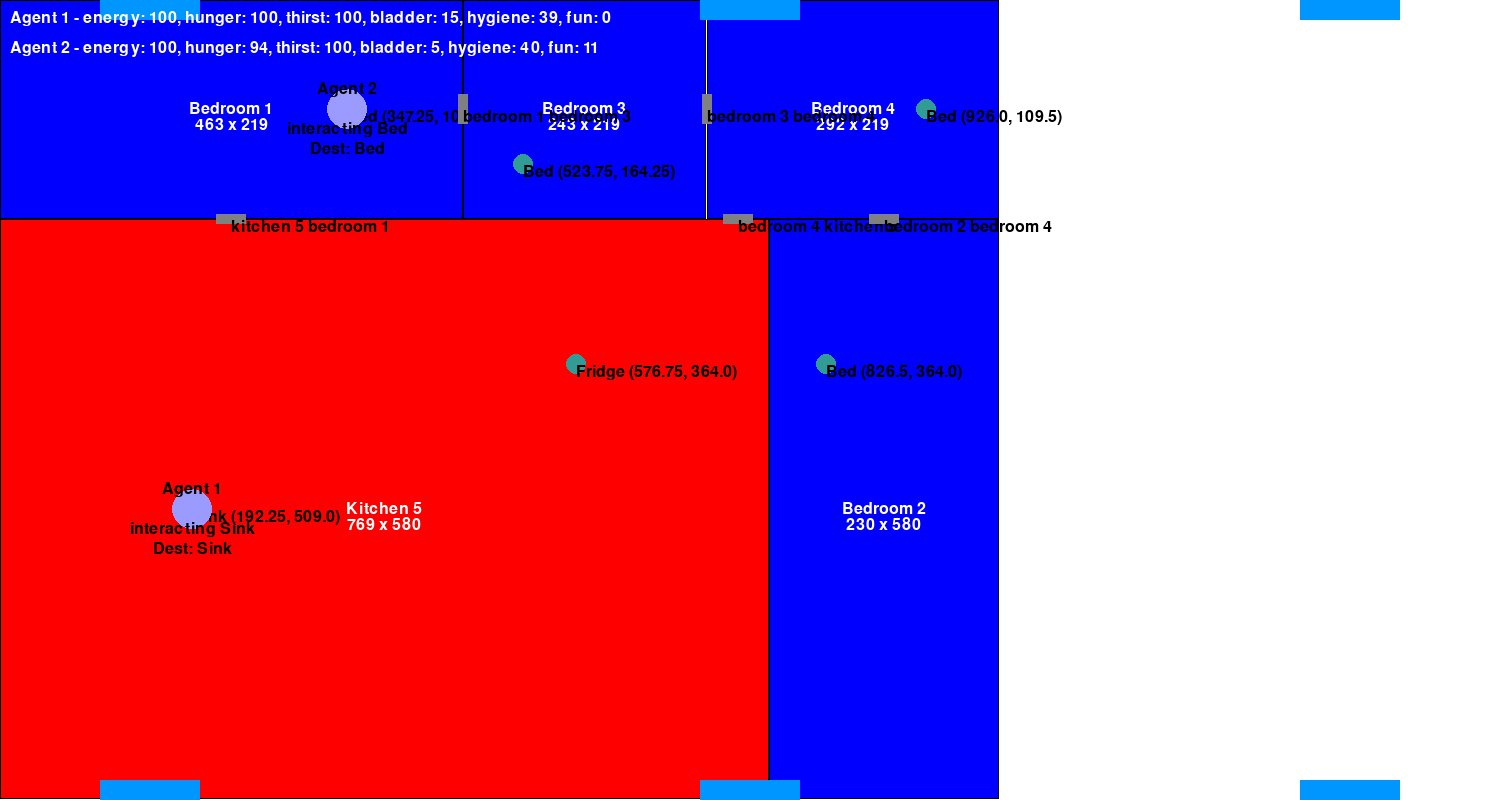 Agent 1 - energy: 100, hunger: 100, thirst: 100, bladder: 15, hygiene: 39, fun: 0
Agent 2 - energy: 100, hunger: 94, thirst: 100, bladder: 5, hygiene: 40, fun: 11
Agent 2
Bedroom 1
463 x 219
(347.25,
interacting Bed
Dest: Bed
bedroom 1 bedroom 3
Bedroom 3
243 x 219
Bed (523.75, 164.25)
bedroom 3 bedroom 4
Bedroom 4
292 x 219
Bed (926.0, 109.5)
kitchen 5 bedroom 1
bedroom 4 kitchen 5
bedroom 2 bedroom 4
Fridge (576.75, 364.0)
Bed (826.5, 364.0)
Agent 1
(192.25, 509.0)
interacting Sink
Dest: Sink
Kitchen 5
769 x 580
Bedroom 2
230 x 580